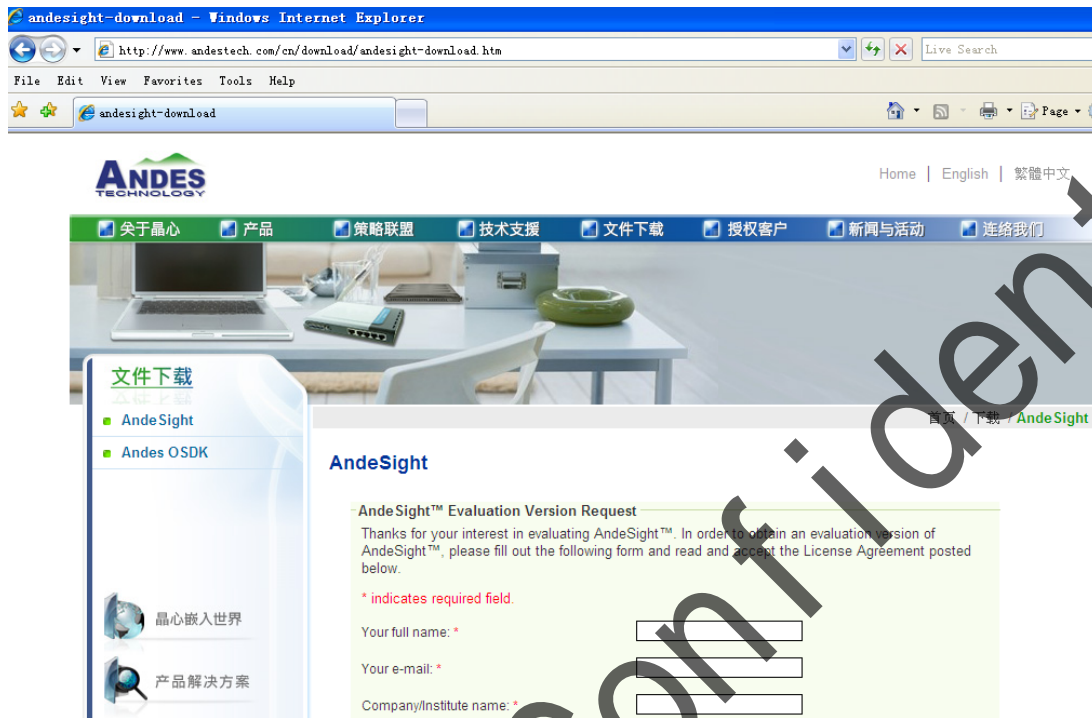 andesight-download - Windows Internet Explorer
http://www.andestech.com/cn/download/andesight-download.htm
Live Search
File Edit View Favorites Tools Help
andesight-download
Page
ANDES
TECHNOLOGY
Home | English | 繁體中文
关于晶心 产品 策略联盟 技术支援 文件下载 授权客户 新闻与活动 连络我们
文件下载
AndeSight
Andes OSDK
首页 / 下载 / AndeSight
AndeSight
AndeSight™ Evaluation Version Request
Thanks for your interest in evaluating AndeSight™. In order to obtain an evaluation version of
AndeSight™, please fill out the following form and read and accept the License Agreement posted
below.
* indicates required field.
Your full name: *
Your e-mail: *
Company/Institute name: *
晶心嵌入世界
产品解决方案
onfident